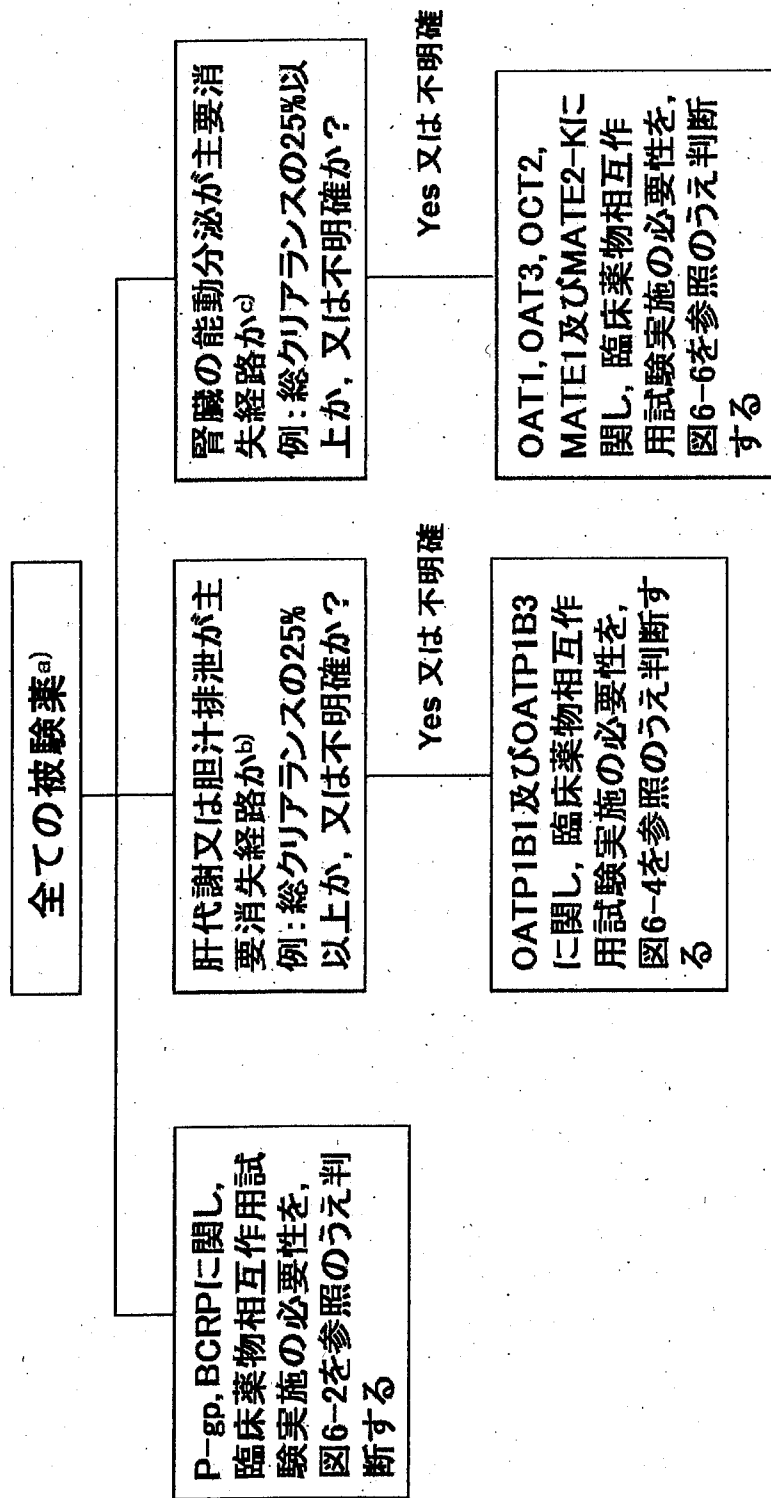 全ての被験薬a)
P-gp, BCRPに関し,
臨床薬物相互作用試
験実施の必要性を,
図6-2を参照のうえ判
断する
肝代謝又は胆汁排泄が主
要消失経路かb)
例：総クリアランスの25%
以上か, 又は不明確か？
Yes 又は 不明確
OATP1B1及びOATP1B3
に関し, 臨床薬物相互作
用試験実施の必要性を,
図6-4を参照のうえ判断す
る
腎臓の能動分泌が主要消
失経路かc)
例：総クリアランスの25%以
上か, 又は不明確か？
Yes 又は 不明確
OAT1, OAT3, OCT2,
MATE1及びMATE2-Kに
関し, 臨床薬物相互作
用試験実施の必要性を,
図6-6を参照のうえ判断
する